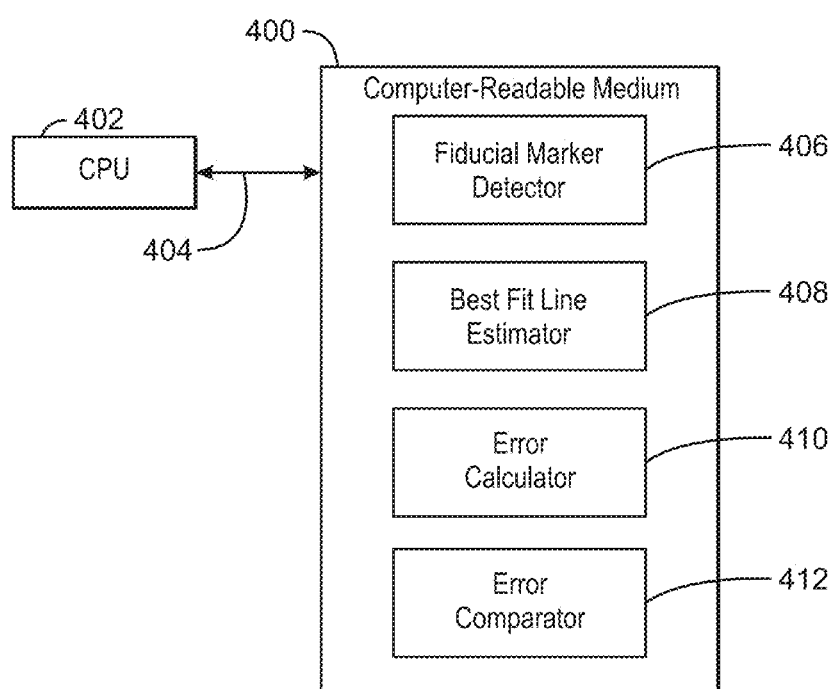 400
Computer-Readable Medium
402
CPU
404
Fiducial Marker
Detector
406
Best Fit Line
Estimator
408
Error
Calculator
410
Error
Comparator
412